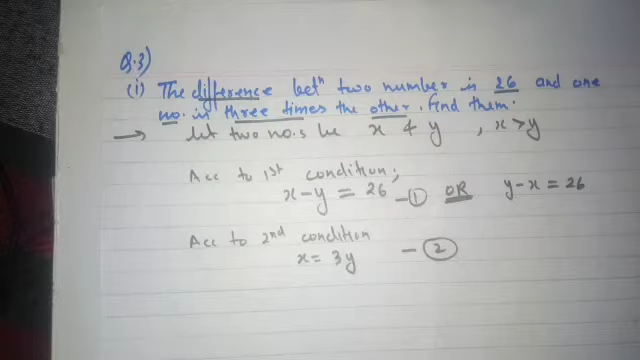 Q.3)
(i) The difference betn two number is 26 and one
no. is three times the other. Find them.
→ let two no.s be x & y , x>y
Acc to 1st condition;
x-y = 26 -① OR y-x = 26
Acc to 2nd condition
x = 3y -②